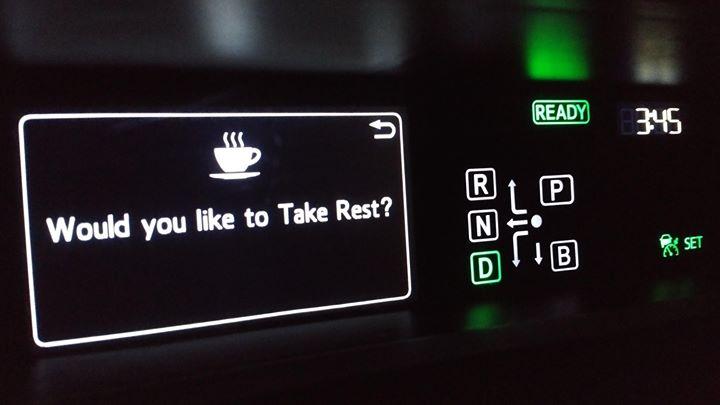 Would you like to Take Rest?
READY
3:45
R
P
N
D
B
SET